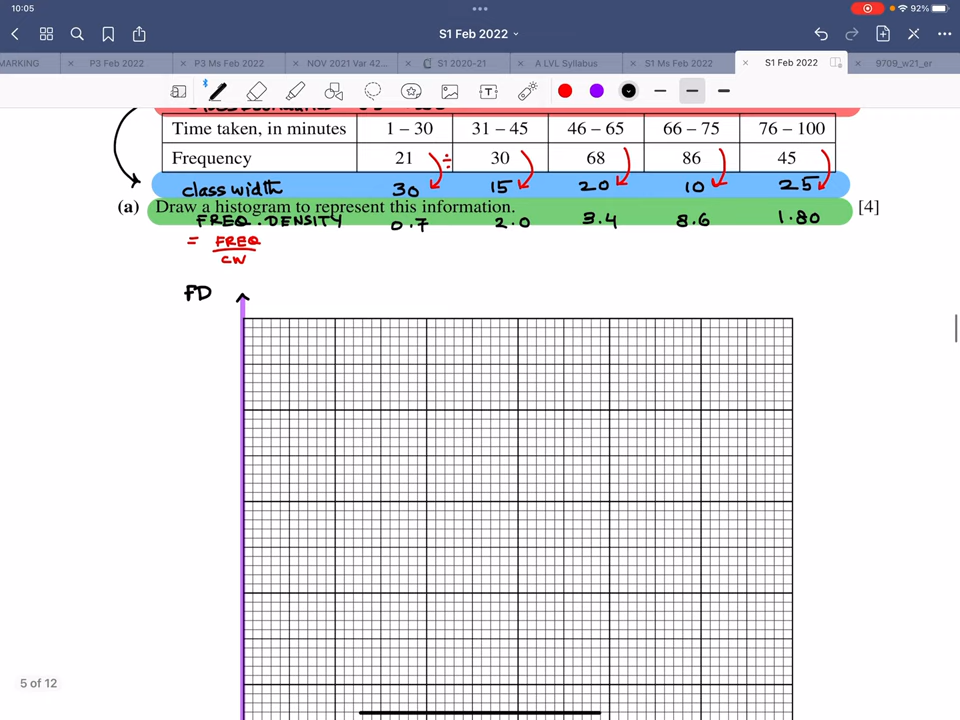 10:05
92%
S1 Feb 2022
MARKING
P3 Feb 2022
P3 Ms Feb 2022
NOV 2021 Var 42...
S1 2020-21
A LVL Syllabus
S1 Ms Feb 2022
S1 Feb 2022
9709_w21_er
Time taken, in minutes 1 – 30 31 – 45 46 – 65 66 – 75 76 – 100
Frequency 21 ÷ 30 68 86 45
class width 30 15 20 10 25
(a) Draw a histogram to represent this information. [4]
FREQ. DENSITY 0.7 2.0 3.4 8.6 1.80
= FREQ
CW
FD
5 of 12